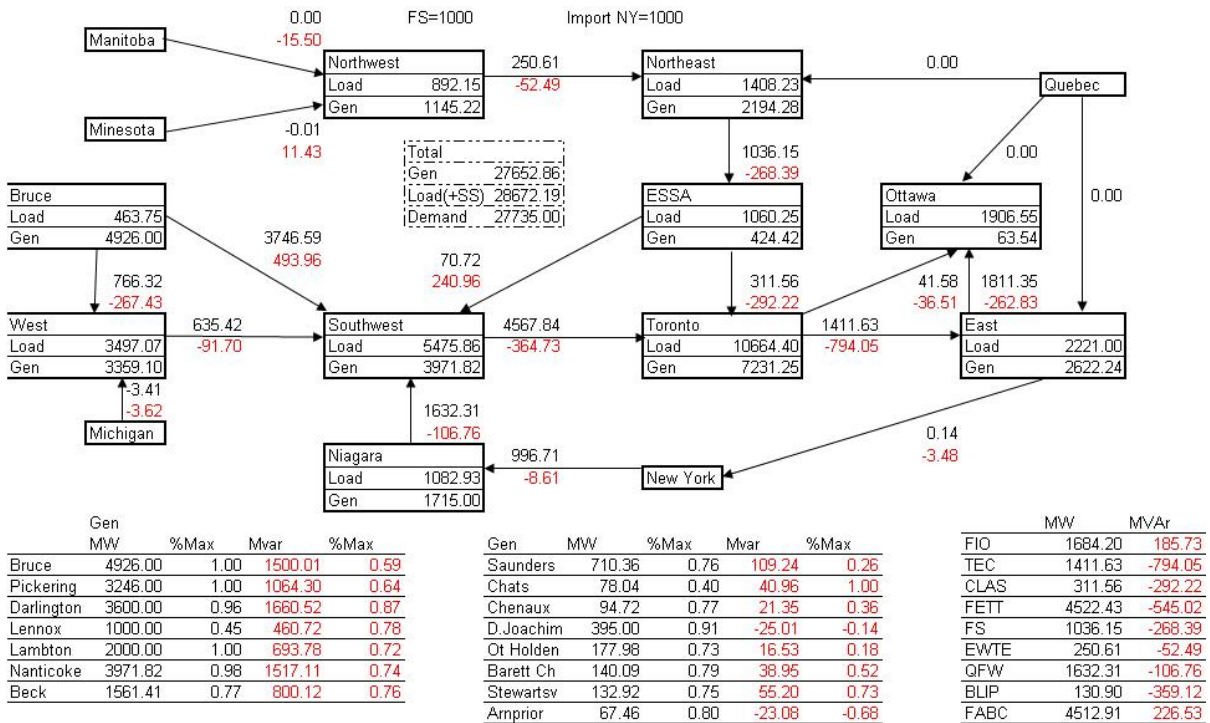 0.00 FS=1000 Import NY=1000
Manitoba -15.50
Northwest 250.61 Northeast 0.00
Load 892.15 -52.49 Load 1408.23 Quebec
Gen 1145.22 Gen 2194.28
Minesota -0.01
11.43
Total
Gen 27652.86
Load(+SS) 28672.19
Demand 27735.00
1036.15 0.00
-268.39
Bruce ESSA Ottawa 0.00
Load 463.75 Load 1060.25 Load 1906.55
Gen 4926.00 Gen 424.42 Gen 63.54
3746.59
493.96
70.72
240.96
766.32 311.56 41.58 1811.35
-267.43 -292.22 -36.51 -262.83
West 635.42 Southwest 4567.84 Toronto 1411.63 East
Load 3497.07 -91.70 Load 5475.86 -364.73 Load 10664.40 -794.05 Load 2221.00
Gen 3359.10 Gen 3971.82 Gen 7231.25 Gen 2622.24
-3.41
-3.62
Michigan
1632.31
-106.76
0.14
-3.48
Niagara 996.71
Load 1082.93 -8.61 New York
Gen 1715.00
Gen
MW %Max Mvar %Max
Bruce 4926.00 1.00 1500.01 0.59
Pickering 3246.00 1.00 1064.30 0.64
Darlington 3600.00 0.96 1660.52 0.87
Lennox 1000.00 0.45 460.72 0.78
Lambton 2000.00 1.00 693.78 0.72
Nanticoke 3971.82 0.98 1517.11 0.74
Beck 1561.41 0.77 800.12 0.76
Gen MW %Max Mvar %Max
Saunders 710.36 0.76 109.24 0.26
Chats 78.04 0.40 40.96 1.00
Chenaux 94.72 0.77 21.35 0.36
D.Joachim 395.00 0.91 -25.01 -0.14
Ot Holden 177.98 0.73 16.53 0.18
Barett Ch 140.09 0.79 38.95 0.52
Stewartsv 132.92 0.75 55.20 0.73
Arnprior 67.46 0.80 -23.08 -0.68
MW MVAr
FIO 1684.20 185.73
TEC 1411.63 -794.05
CLAS 311.56 -292.22
FETT 4522.43 -545.02
FS 1036.15 -268.39
EWTE 250.61 -52.49
QFW 1632.31 -106.76
BLIP 130.90 -359.12
FABC 4512.91 226.53